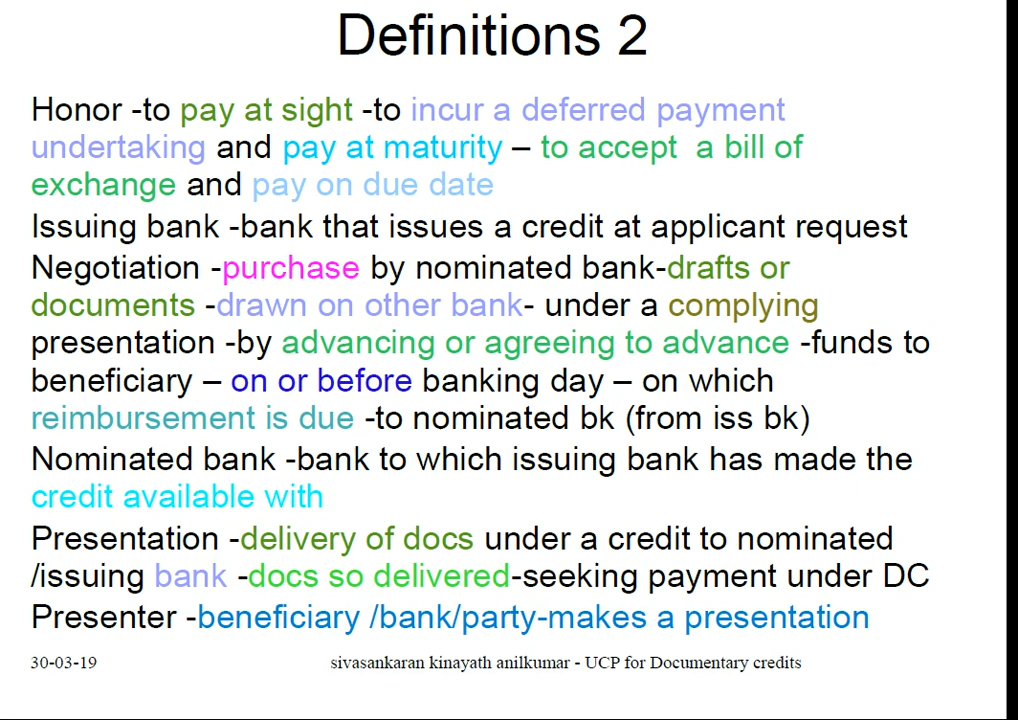 Definitions 2
Honor -to pay at sight -to incur a deferred payment
undertaking and pay at maturity – to accept  a bill of
exchange and pay on due date
Issuing bank -bank that issues a credit at applicant request
Negotiation -purchase by nominated bank-drafts or
documents -drawn on other bank- under a complying
presentation -by advancing or agreeing to advance -funds to
beneficiary – on or before banking day – on which
reimbursement is due -to nominated bk (from iss bk)
Nominated bank -bank to which issuing bank has made the
credit available with
Presentation -delivery of docs under a credit to nominated
/issuing bank -docs so delivered-seeking payment under DC
Presenter -beneficiary /bank/party-makes a presentation
30-03-19 sivasankaran kinayath anilkumar - UCP for Documentary credits